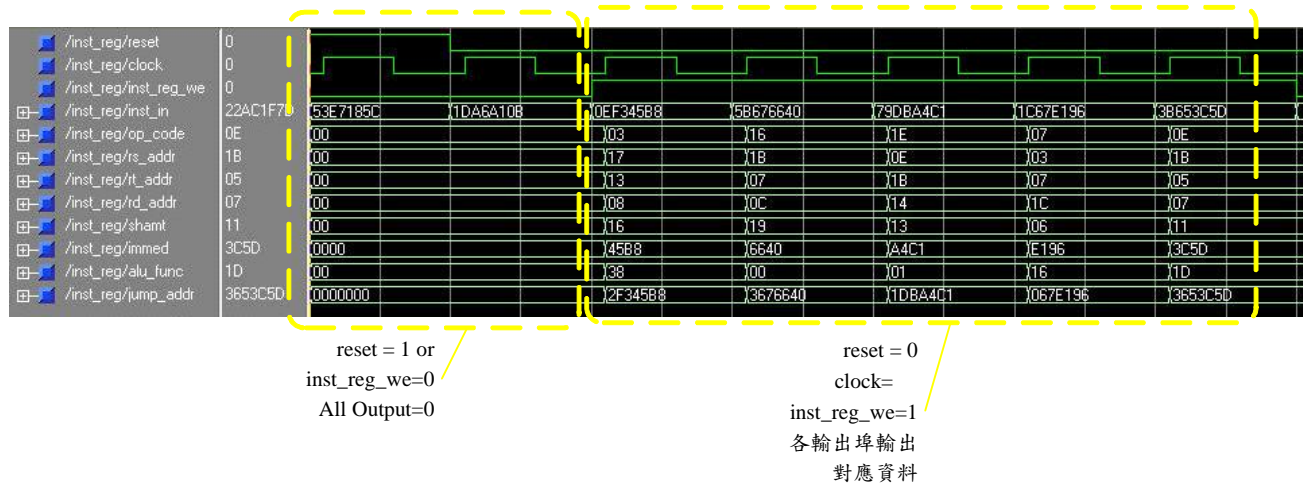 /inst_reg/reset 0
/inst_reg/clock 0
/inst_reg/inst_reg_we 0
/inst_reg/inst_in 22AC1F7D 53E7185C 1DA6A10B 0EF345B8 5B676640 79DBA4C1 1C67E196 3B653C5D
/inst_reg/op_code 0E 00 03 16 1E 07 0E
/inst_reg/rs_addr 1B 00 17 1B 0E 03 1B
/inst_reg/rt_addr 05 00 13 07 1B 07 05
/inst_reg/rd_addr 07 00 08 0C 14 1C 07
/inst_reg/shamt 11 00 16 19 13 06 11
/inst_reg/immed 3C5D 0000 45B8 6640 A4C1 E196 3C5D
/inst_reg/alu_func 1D 00 38 00 01 16 1D
/inst_reg/jump_addr 3653C5D 0000000 2F345B8 3676640 1DBA4C1 067E196 3653C5D
reset = 1 or
inst_reg_we=0
All Output=0
reset = 0
clock=
inst_reg_we=1
各輸出埠輸出
對應資料